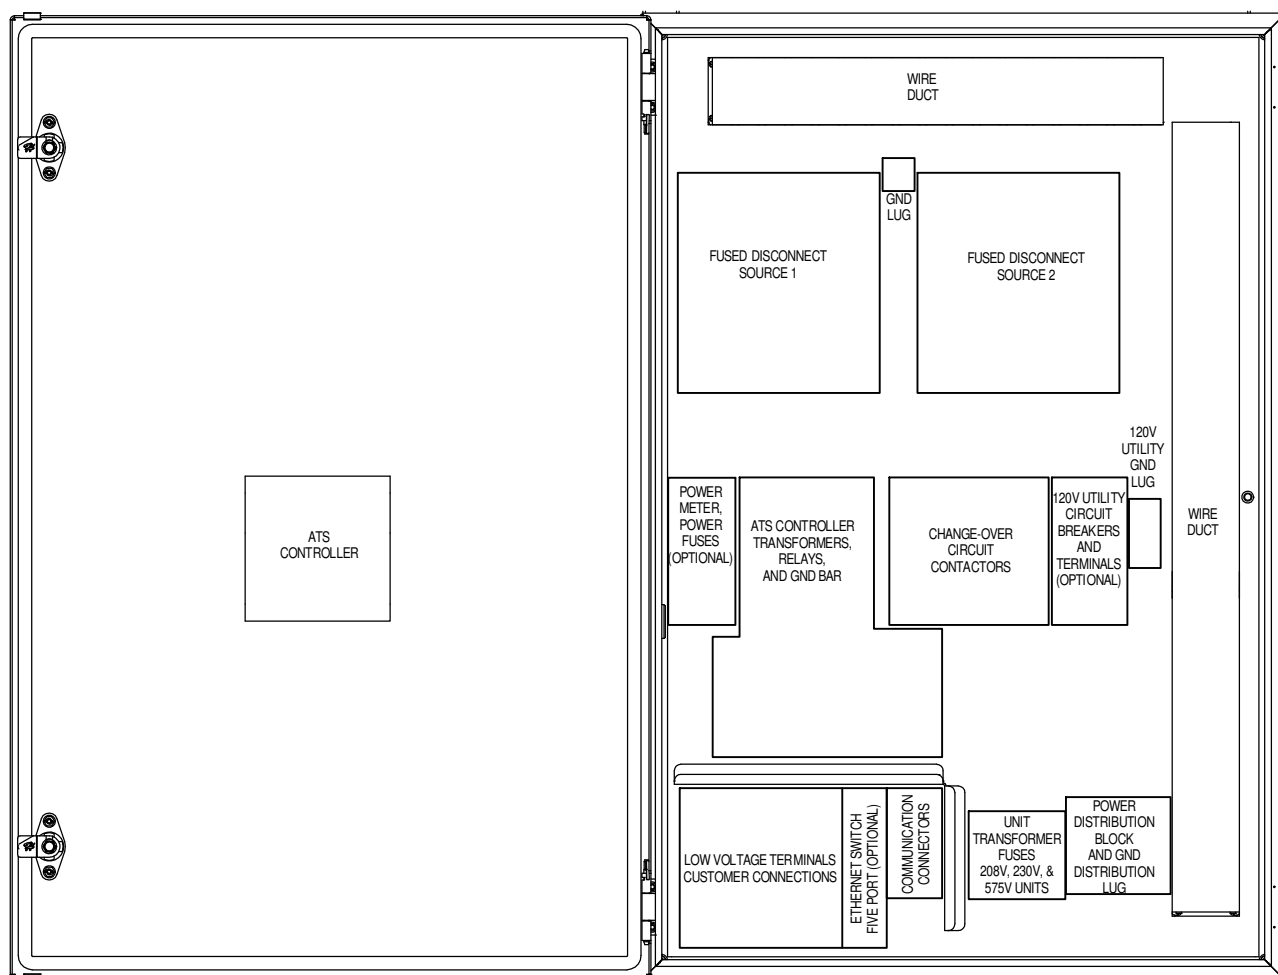 WIRE
DUCT
GND
LUG
FUSED DISCONNECT
SOURCE 1
FUSED DISCONNECT
SOURCE 2
120V
UTILITY
GND
LUG
ATS
CONTROLLER
POWER
METER,
POWER
FUSES
(OPTIONAL)
ATS CONTROLLER
TRANSFORMERS,
RELAYS,
AND GND BAR
CHANGE-OVER
CIRCUIT
CONTACTORS
120V UTILITY
CIRCUIT
BREAKERS
AND
TERMINALS
(OPTIONAL)
WIRE
DUCT
LOW VOLTAGE TERMINALS
CUSTOMER CONNECTIONS
ETHERNET SWITCH
FIVE PORT (OPTIONAL)
COMMUNICATION
CONNECTORS
UNIT
TRANSFORMER
FUSES
208V, 230V, &
575V UNITS
POWER
DISTRIBUTION
BLOCK
AND GND
DISTRIBUTION
LUG